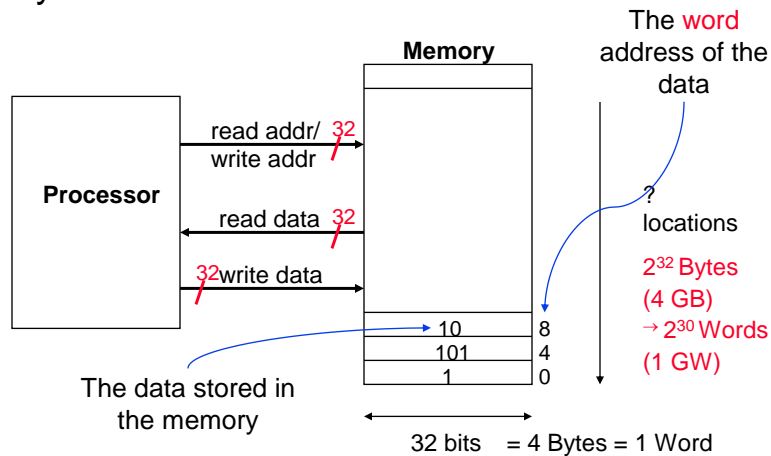 The word
address of the
data
Memory
read addr/ 32
write addr
Processor
read data 32
32 write data
?
locations
2³² Bytes
(4 GB)
→ 2³⁰ Words
(1 GW)
10 8
101 4
1 0
The data stored in
the memory
32 bits = 4 Bytes = 1 Word